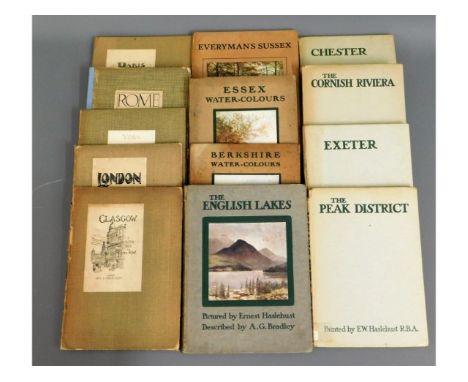 PARIS
ROME
LONDON
GLASGOW
EVERYMAN'S SUSSEX
ESSEX
WATER-COLOURS
BERKSHIRE
WATER-COLOURS
THE
ENGLISH LAKES
Pictured by Ernest Haslehust
Described by A. G. Bradley
CHESTER
THE
CORNISH RIVIERA
EXETER
THE
PEAK DISTRICT
Painted by E.W. Haslehust R.B.A.